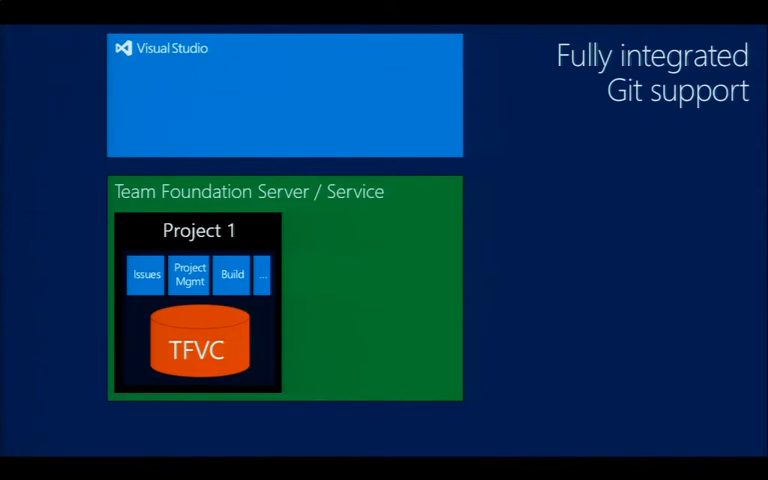 Visual Studio
Fully integrated
Git support
Team Foundation Server / Service
Project 1
Issues
Project
Mgmt
Build
...
TFVC